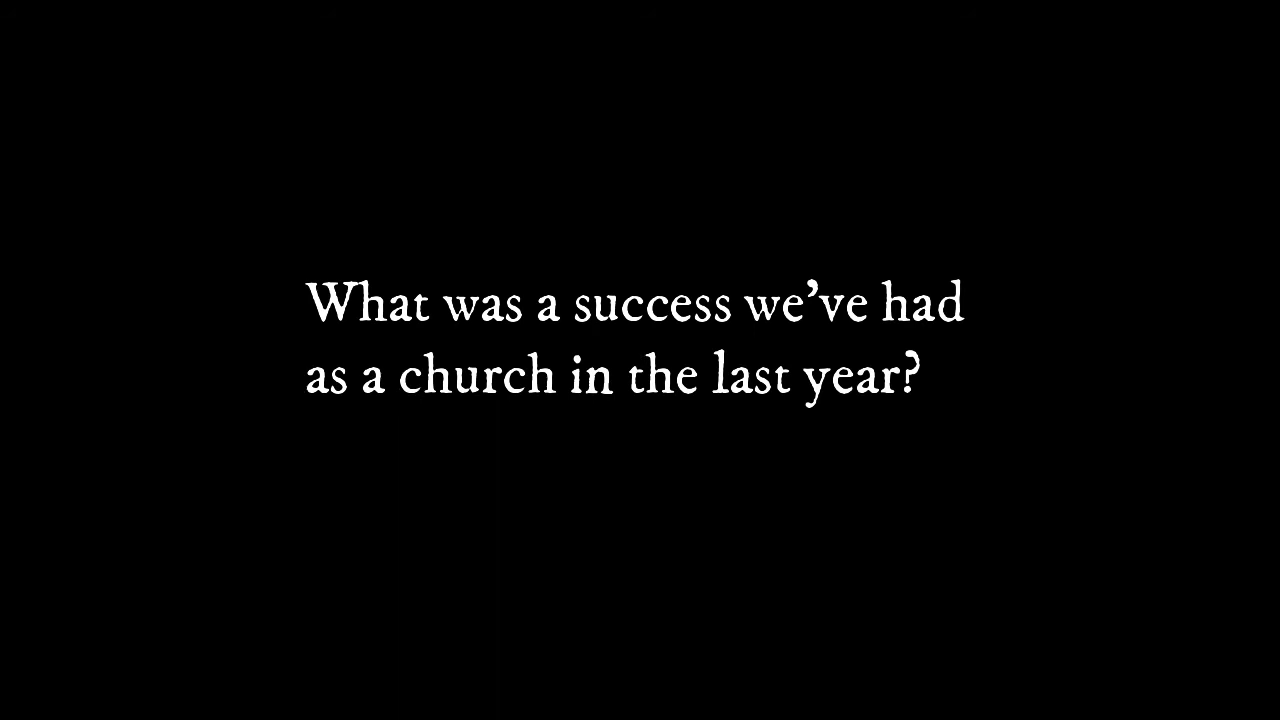 What was a success we’ve had
as a church in the last year?